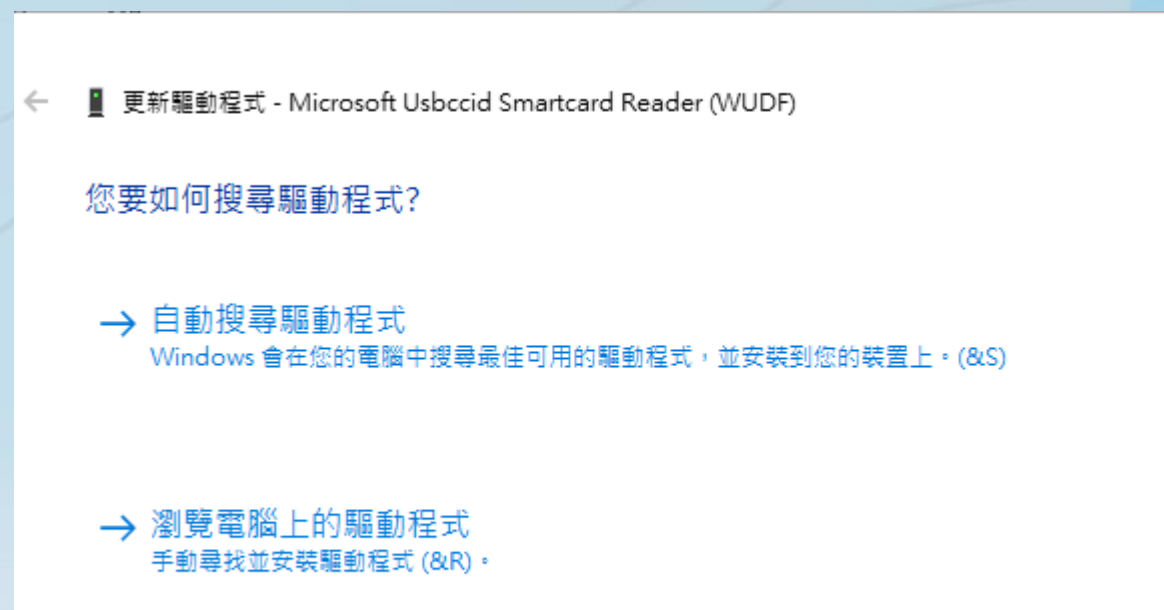 更新驅動程式 - Microsoft Usbccid Smartcard Reader (WUDF)
您要如何搜尋驅動程式?
自動搜尋驅動程式
Windows 會在您的電腦中搜尋最佳可用的驅動程式，並安裝到您的裝置上。(&S)
瀏覽電腦上的驅動程式
手動尋找並安裝驅動程式 (&R)。